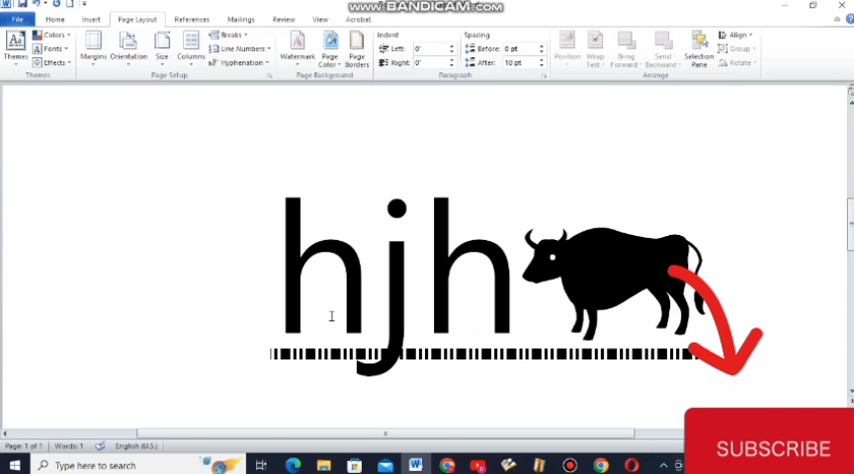 www.BANDICAM.com
File Home Insert Page Layout References Mailings Review View Acrobat
Themes Colors Fonts Effects Margins Orientation Size Columns Breaks Line Numbers Hyphenation Watermark Page Color Page Borders Indent Left: 0" Right: 0" Spacing Before: 0 pt After: 10 pt Position Wrap Text Bring Forward Send Backward Selection Pane Align Group Rotate
Themes Page Setup Page Background Paragraph Arrange
hjh
SUBSCRIBE
Page: 1 of 1 Words: 1 English (U.S.)
Type here to search